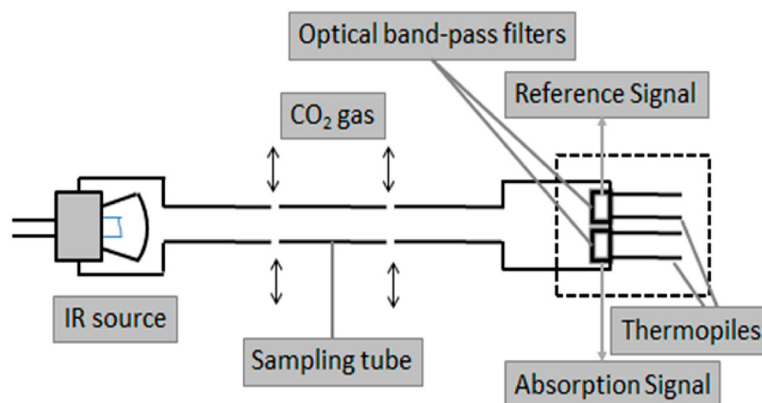 Optical band-pass filters
Reference Signal
CO₂ gas
IR source
Sampling tube
Thermopiles
Absorption Signal